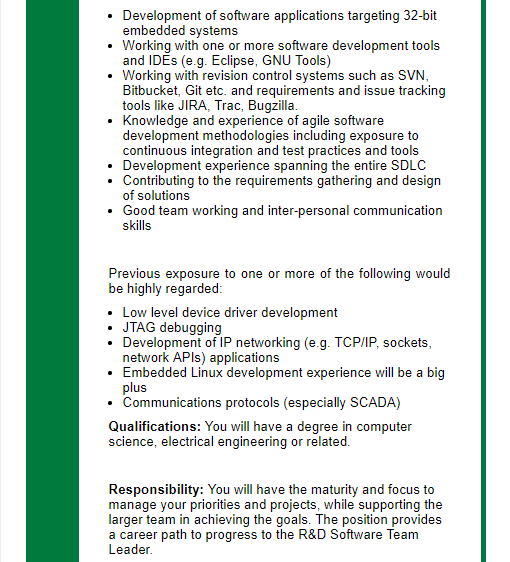 • Development of software applications targeting 32-bit
embedded systems
• Working with one or more software development tools
and IDEs (e.g. Eclipse, GNU Tools)
• Working with revision control systems such as SVN,
Bitbucket, Git etc. and requirements and issue tracking
tools like JIRA, Trac, Bugzilla.
• Knowledge and experience of agile software
development methodologies including exposure to
continuous integration and test practices and tools
• Development experience spanning the entire SDLC
• Contributing to the requirements gathering and design
of solutions
• Good team working and inter-personal communication
skills
Previous exposure to one or more of the following would
be highly regarded:
• Low level device driver development
• JTAG debugging
• Development of IP networking (e.g. TCP/IP, sockets,
network APIs) applications
• Embedded Linux development experience will be a big
plus
• Communications protocols (especially SCADA)
Qualifications: You will have a degree in computer
science, electrical engineering or related.
Responsibility: You will have the maturity and focus to
manage your priorities and projects, while supporting the
larger team in achieving the goals. The position provides
a career path to progress to the R&D Software Team
Leader.